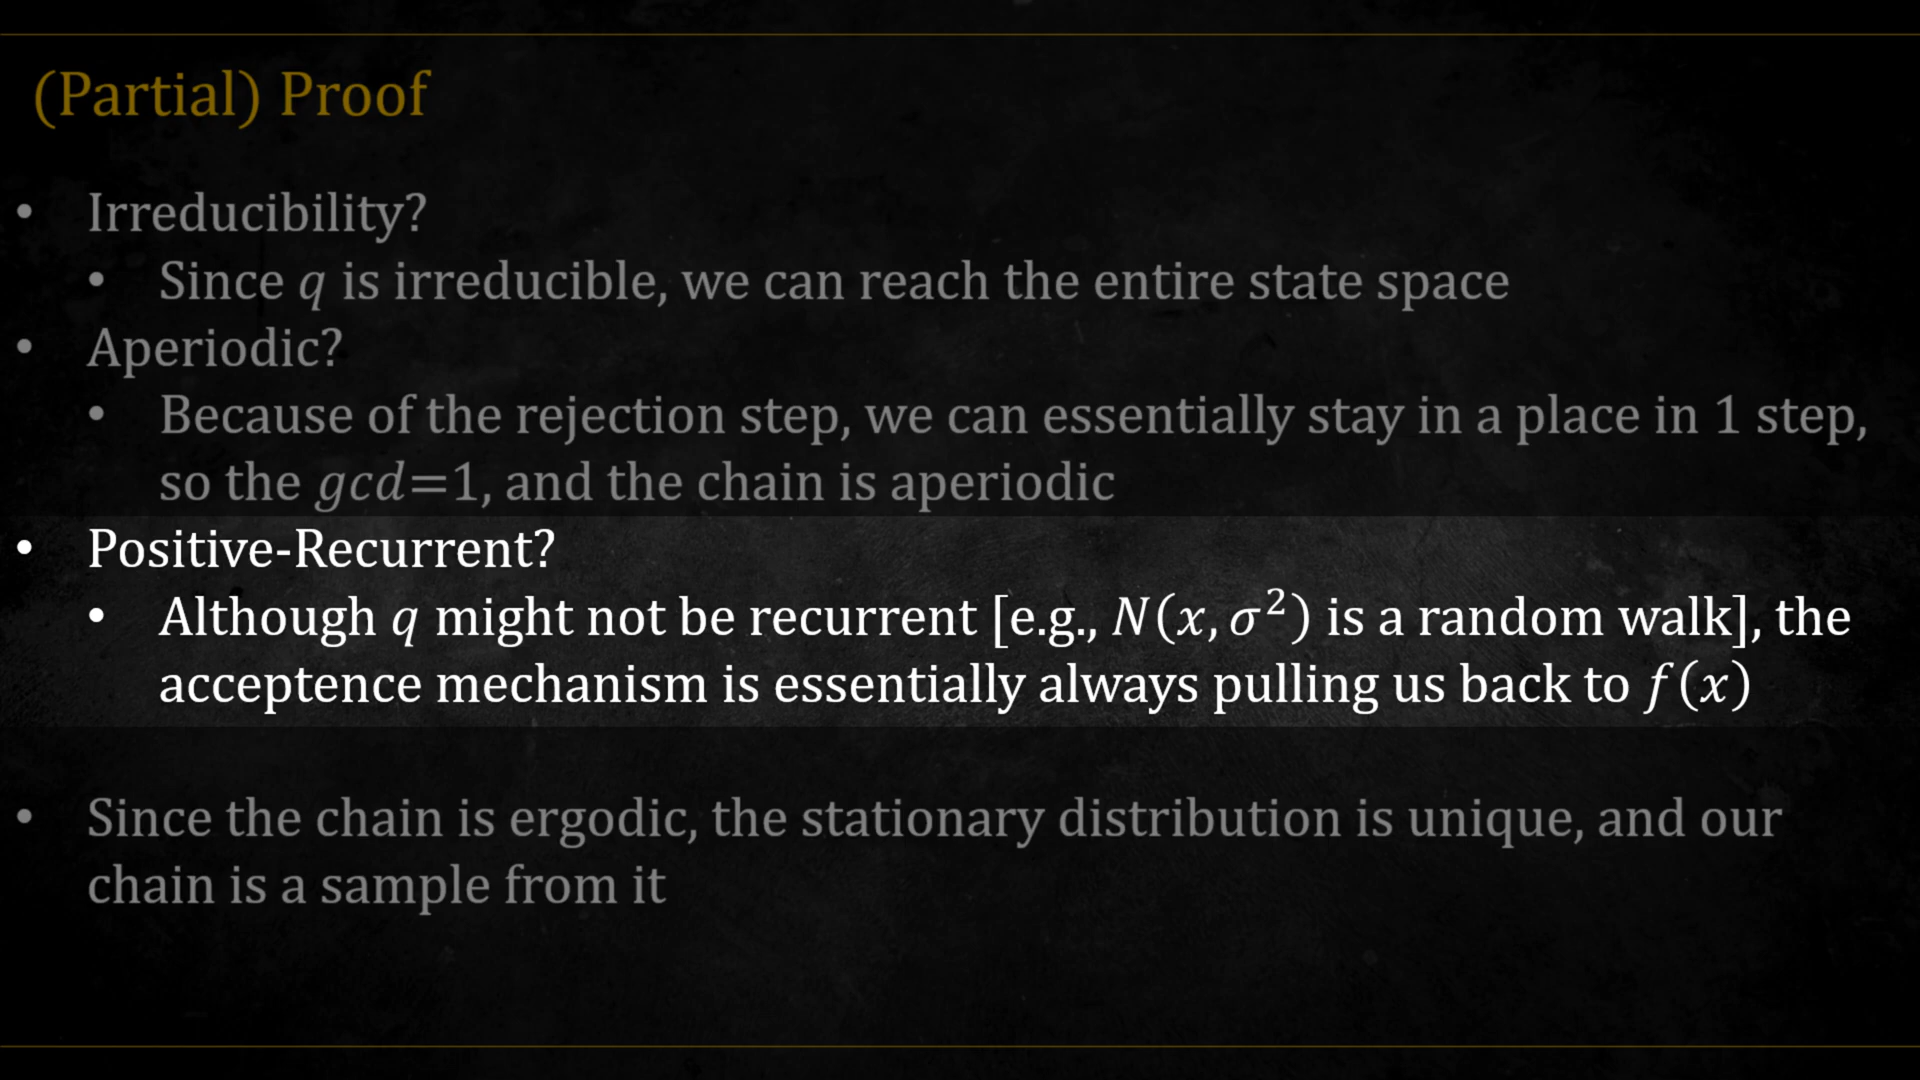 (Partial) Proof
• Irreducibility?
• Since q is irreducible, we can reach the entire state space
• Aperiodic?
• Because of the rejection step, we can essentially stay in a place in 1 step,
so the gcd=1, and the chain is aperiodic
• Positive-Recurrent?
• Although q might not be recurrent [e.g., N(x, σ²) is a random walk], the
acceptence mechanism is essentially always pulling us back to f(x)
• Since the chain is ergodic, the stationary distribution is unique, and our
chain is a sample from it